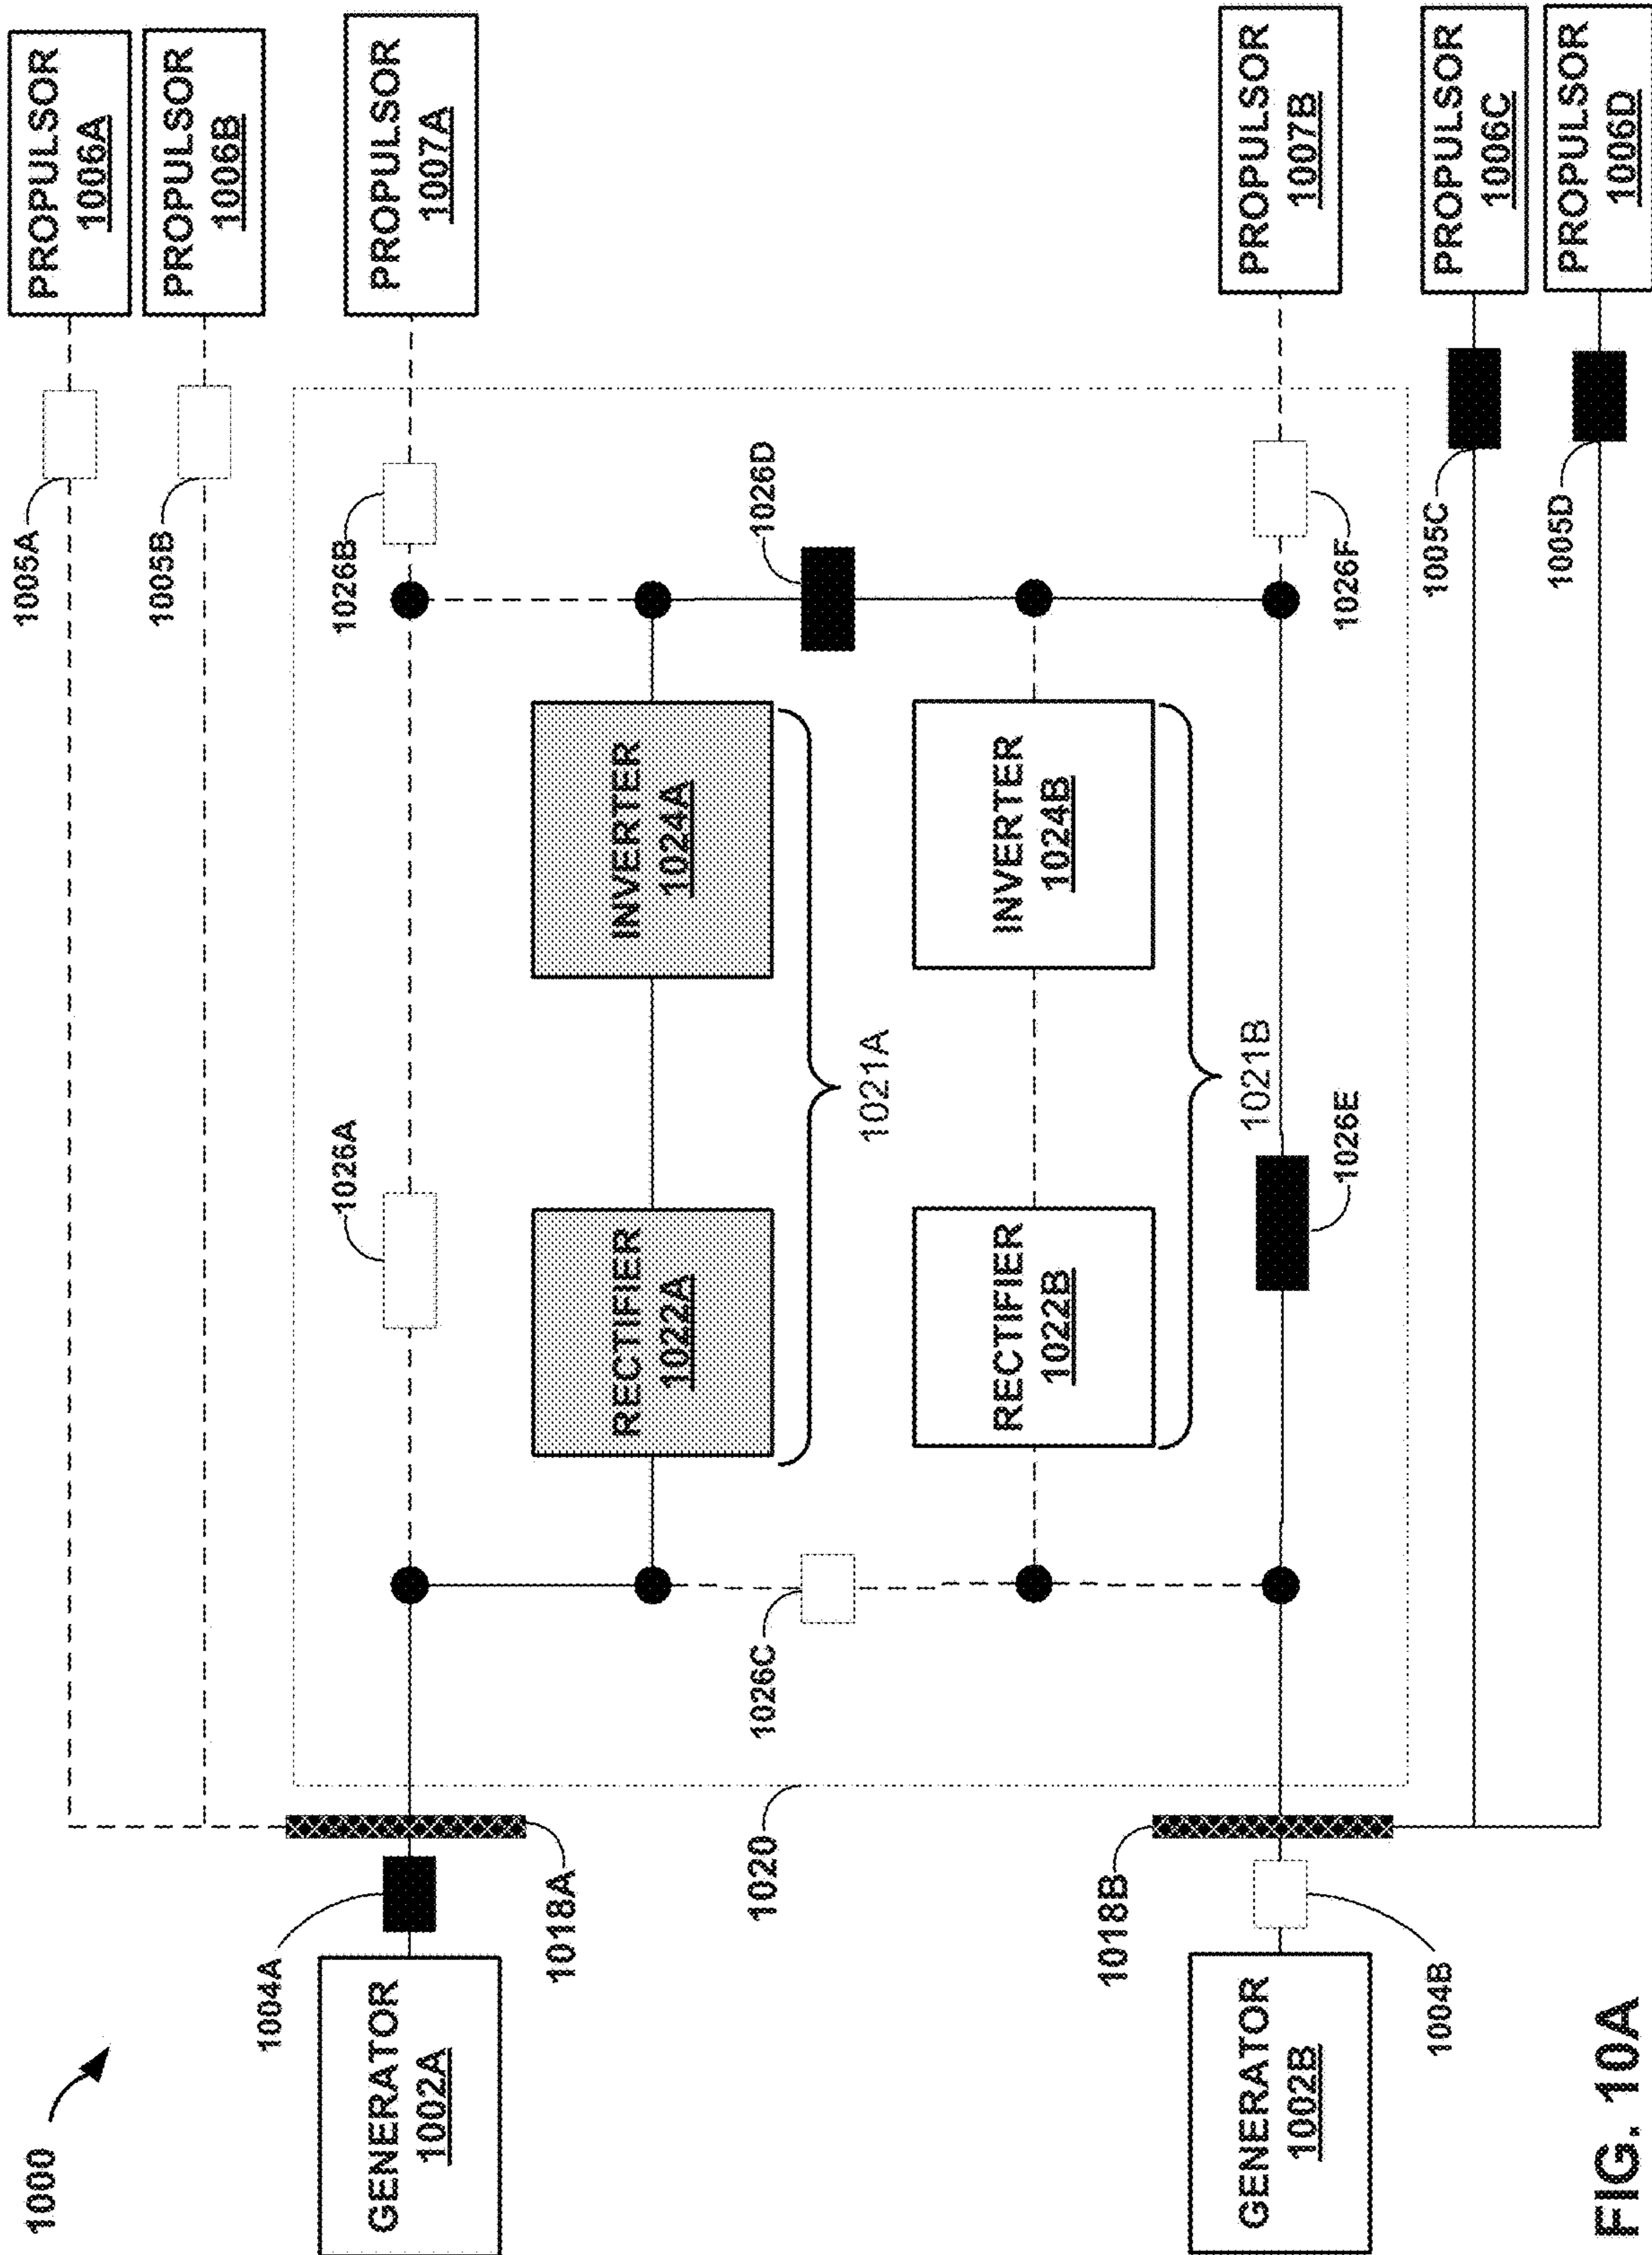 1000
GENERATOR
1002A
1004A
1018A
PROPULSOR
1006A
1005A
PROPULSOR
1006B
1005B
PROPULSOR
1007A
1026A
1026B
RECTIFIER
1022A
INVERTER
1024A
1021A
1026C
1026D
1020
RECTIFIER
1022B
INVERTER
1024B
1021B
GENERATOR
1002B
1004B
1018B
1026E
1026F
PROPULSOR
1007B
1005C
PROPULSOR
1006C
1005D
PROPULSOR
1006D
FIG. 10A